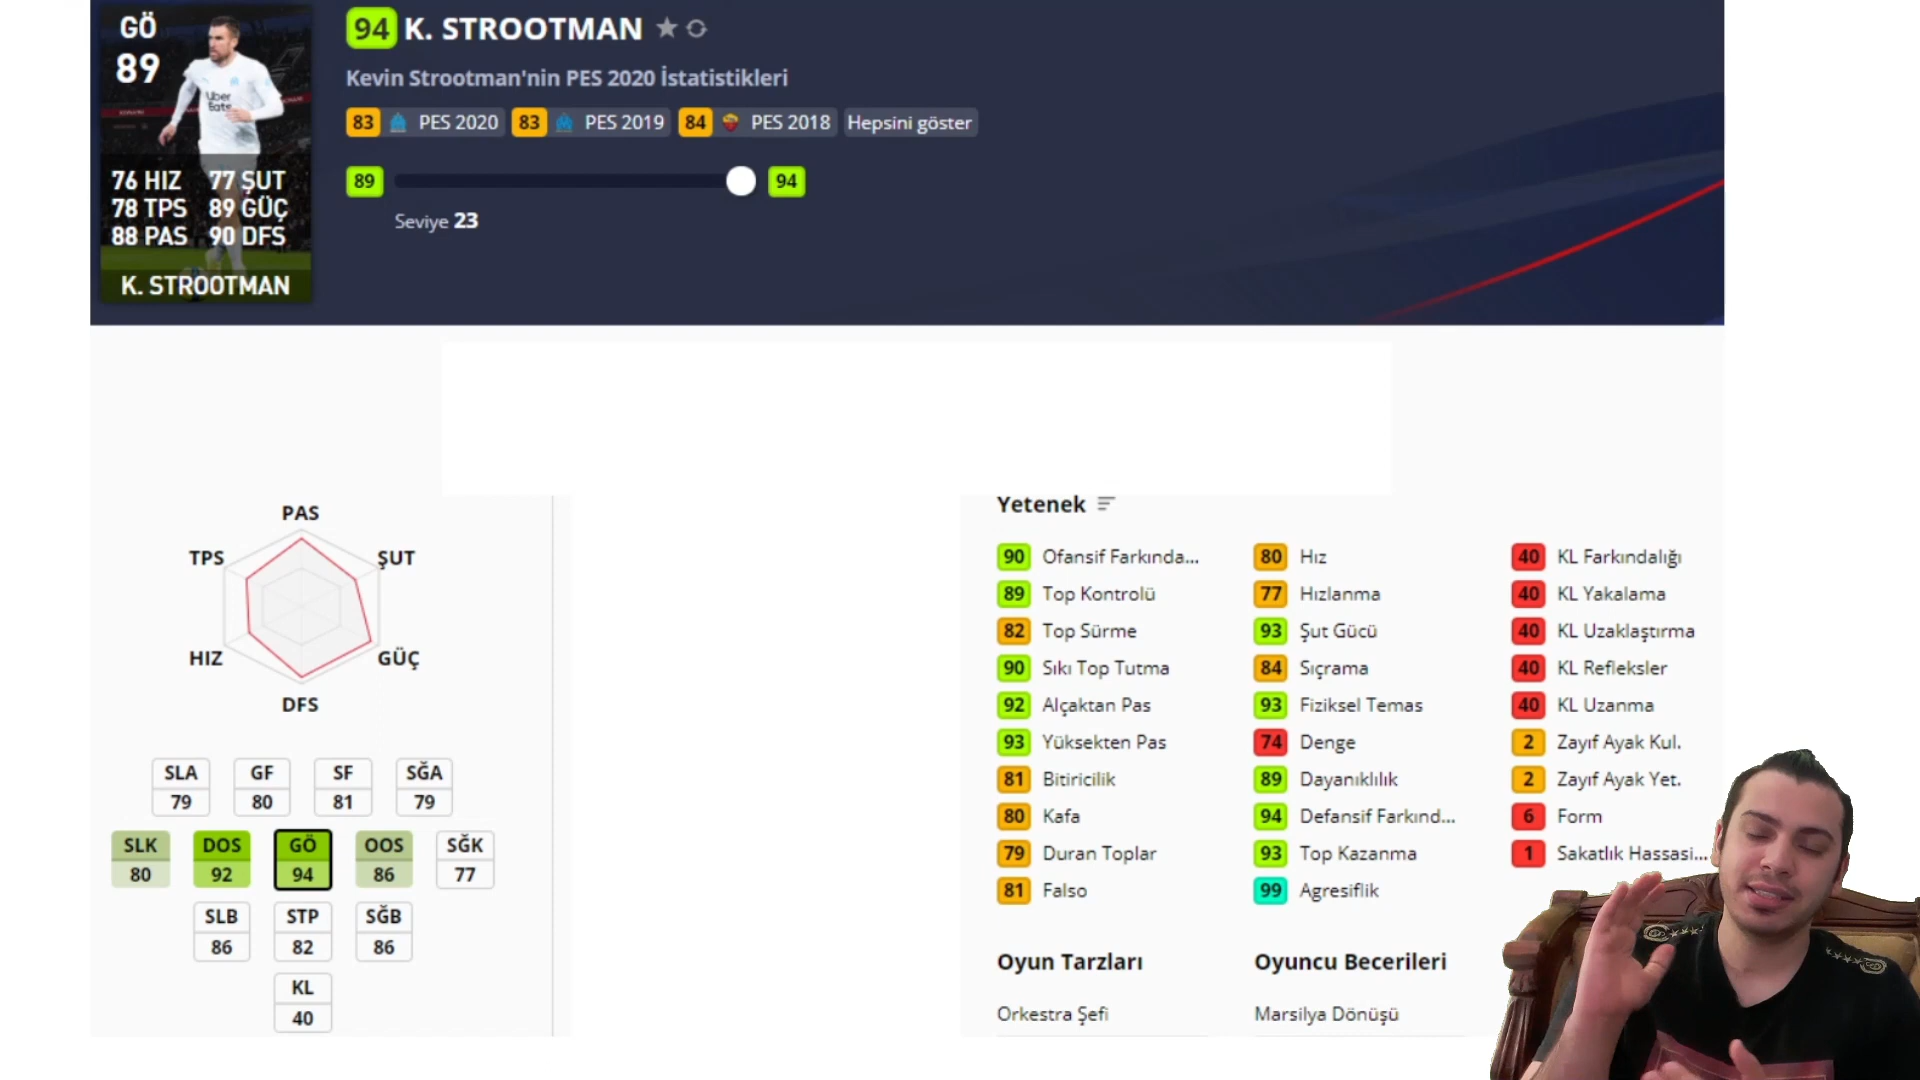 GÖ
89
Uber
Eats
76 HIZ 77 ŞUT
78 TPS 89 GÜÇ
88 PAS 90 DFS
K. STROOTMAN
94 K. STROOTMAN
Kevin Strootman'nin PES 2020 İstatistikleri
83 PES 2020 83 PES 2019 84 PES 2018 Hepsini göster
89 94
Seviye 23
PAS
TPS ŞUT
HIZ GÜÇ
DFS
SLA GF SF SĞA
79 80 81 79
SLK DOS GÖ OOS SĞK
80 92 94 86 77
SLB STP SĞB
86 82 86
KL
40
Yetenek
90 Ofansif Farkında...
89 Top Kontrolü
82 Top Sürme
90 Sıkı Top Tutma
92 Alçaktan Pas
93 Yüksekten Pas
81 Bitiricilik
80 Kafa
79 Duran Toplar
81 Falso
80 Hız
77 Hızlanma
93 Şut Gücü
84 Sıçrama
93 Fiziksel Temas
74 Denge
89 Dayanıklılık
94 Defansif Farkınd...
93 Top Kazanma
99 Agresiflik
40 KL Farkındalığı
40 KL Yakalama
40 KL Uzaklaştırma
40 KL Refleksler
40 KL Uzanma
2 Zayıf Ayak Kul.
2 Zayıf Ayak Yet.
6 Form
1 Sakatlık Hassasi...
Oyun Tarzları
Orkestra Şefi
Oyuncu Becerileri
Marsilya Dönüşü